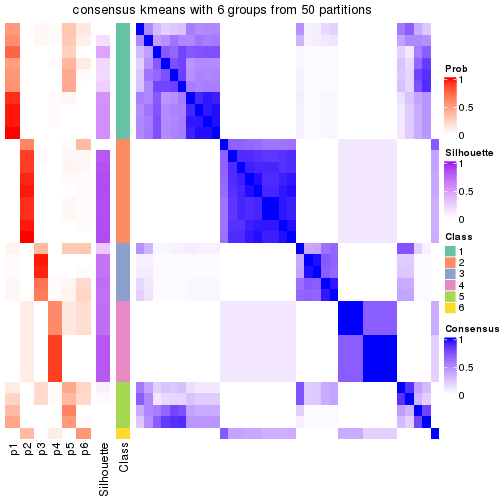 consensus kmeans with 6 groups from 50 partitions
Prob
1
0.5
0
Silhouette
1
0.5
0
Class
1
2
3
4
5
6
Consensus
1
0.5
0
p1
p2
p3
p4
p5
p6
Silhouette
Class